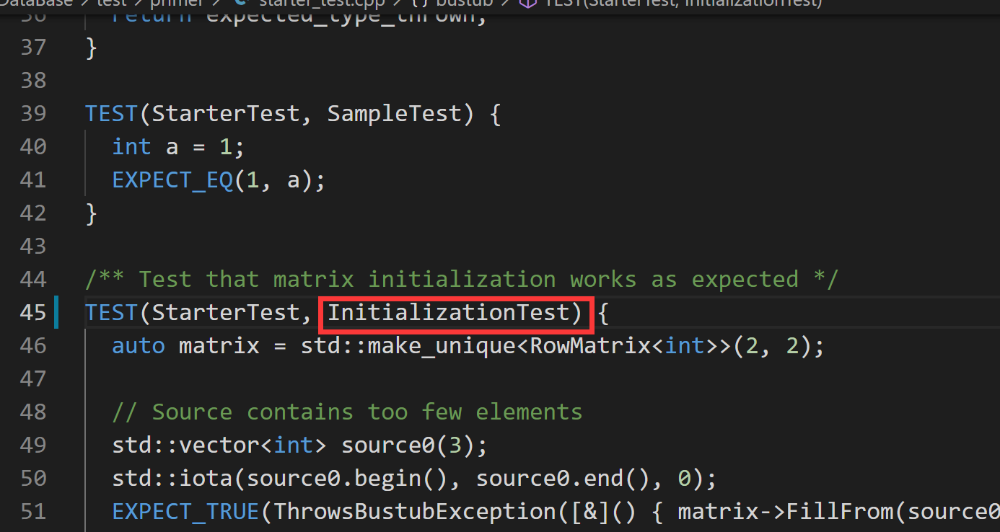 DataBase > test > primer > starter_test.cpp > {} bustub > TEST(StarterTest, InitializationTest)
36 return expected_type_thrown;
37 }
38
39 TEST(StarterTest, SampleTest) {
40 int a = 1;
41 EXPECT_EQ(1, a);
42 }
43
44 /** Test that matrix initialization works as expected */
45 TEST(StarterTest, InitializationTest) {
46 auto matrix = std::make_unique<RowMatrix<int>>(2, 2);
47
48 // Source contains too few elements
49 std::vector<int> source0(3);
50 std::iota(source0.begin(), source0.end(), 0);
51 EXPECT_TRUE(ThrowsBustubException([&]() { matrix->FillFrom(source0